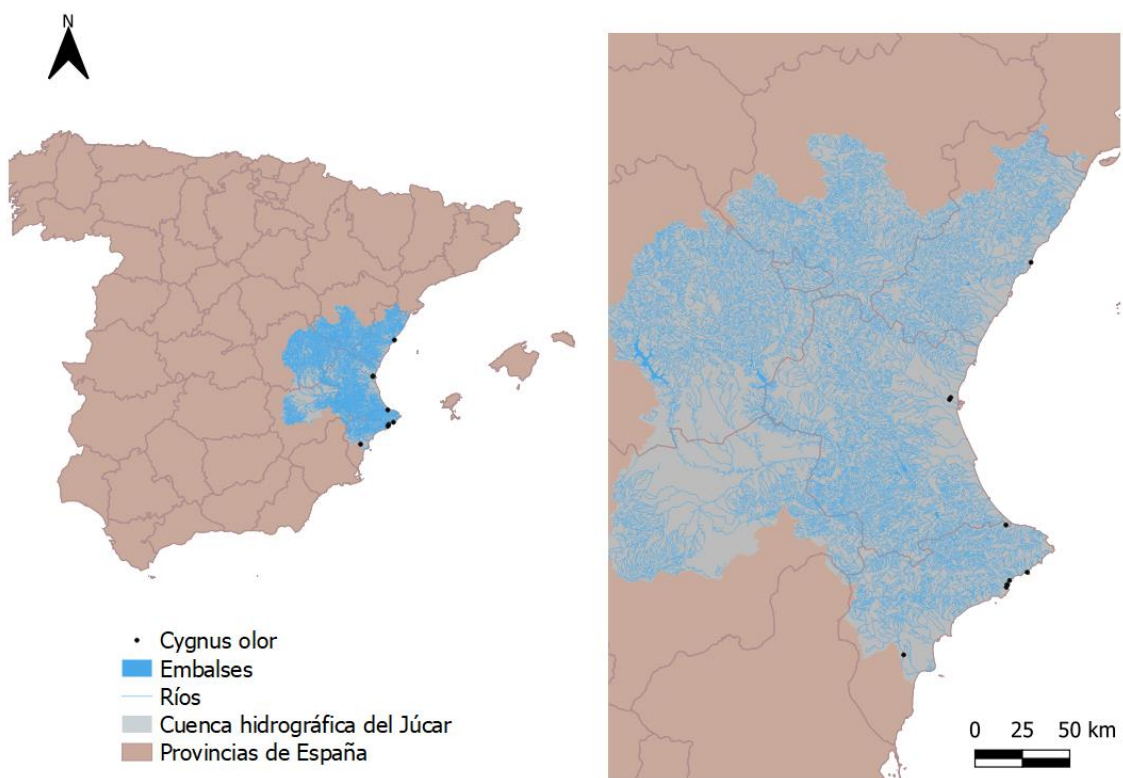 N
Cygnus olor
Embalses
Ríos
Cuenca hidrográfica del Júcar
Provincias de España
0 25 50 km